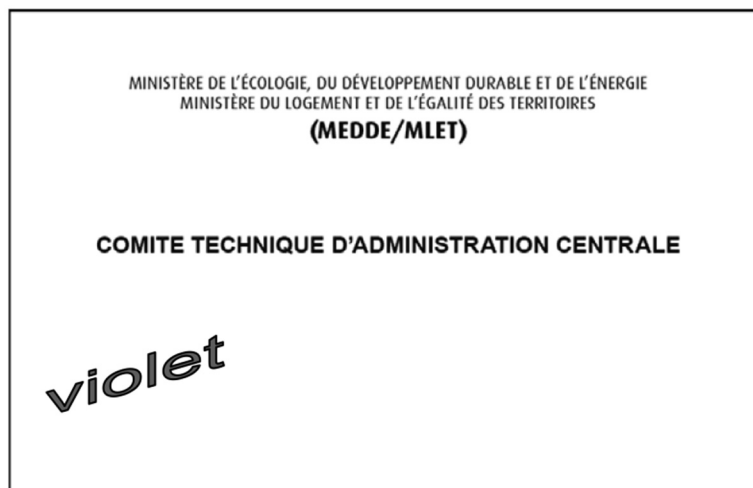 MINISTÈRE DE L'ÉCOLOGIE, DU DÉVELOPPEMENT DURABLE ET DE L'ÉNERGIE
MINISTÈRE DU LOGEMENT ET DE L'ÉGALITÉ DES TERRITOIRES
(MEDDE/MLET)
COMITE TECHNIQUE D'ADMINISTRATION CENTRALE
violet